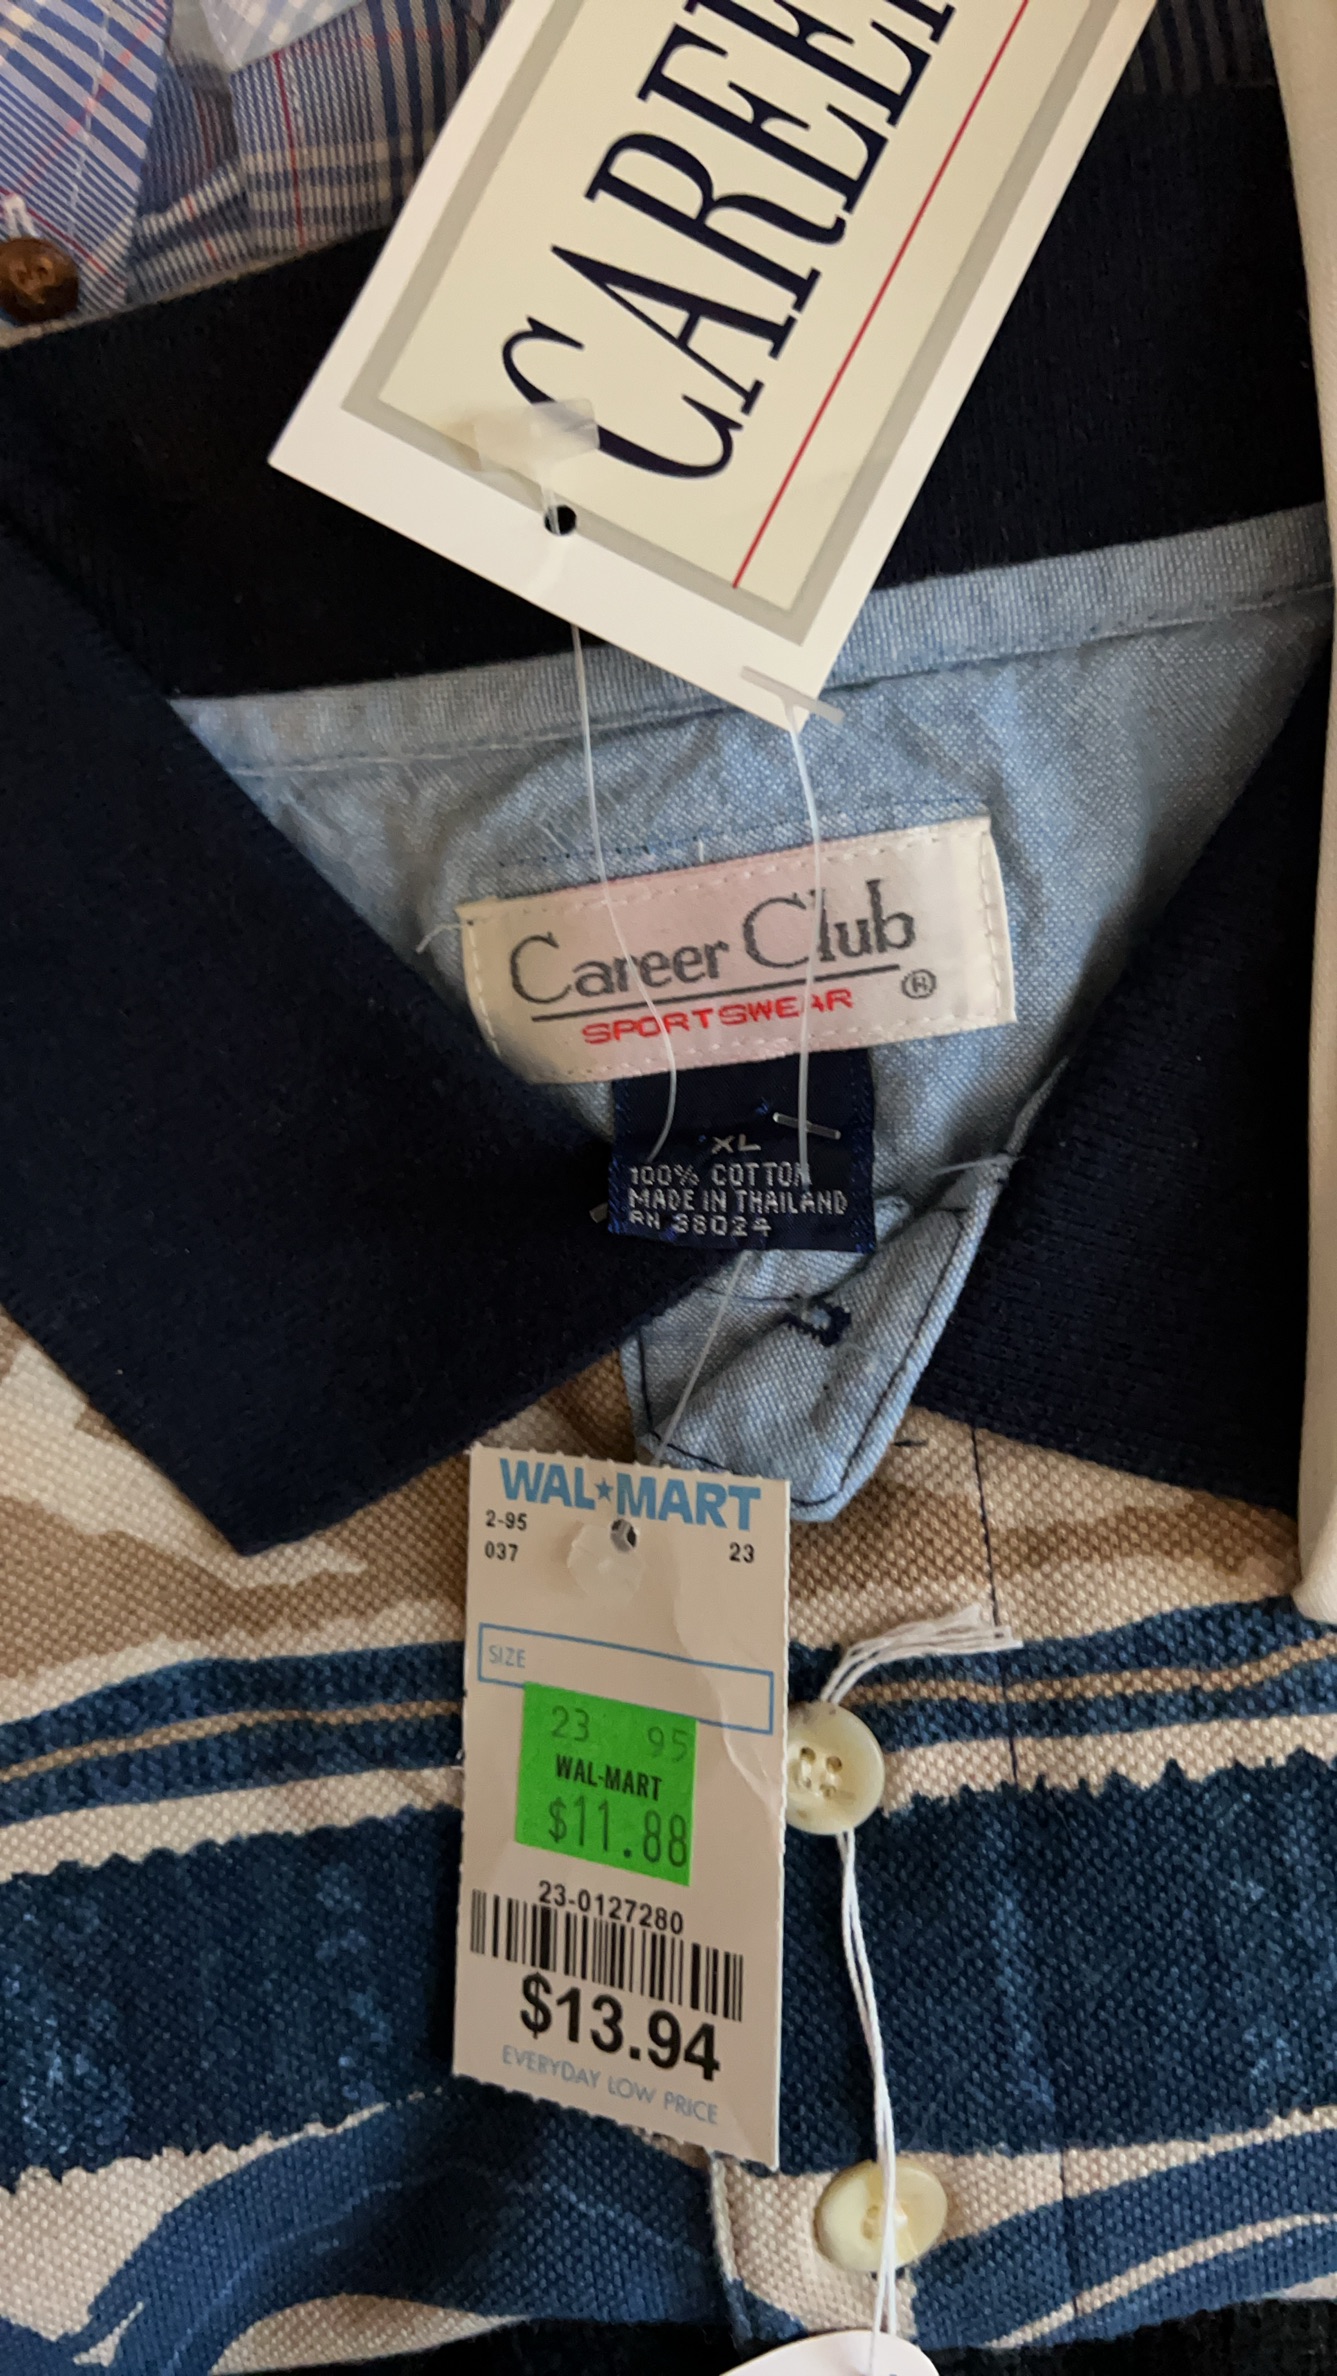 CAREER
Career Club ®
SPORTSWEAR
XL
100% COTTON
MADE IN THAILAND
RN 38024
WAL★MART
2-95
037 23
SIZE
23 95
WAL-MART
$11.88
23-0127280
$13.94
EVERYDAY LOW PRICE